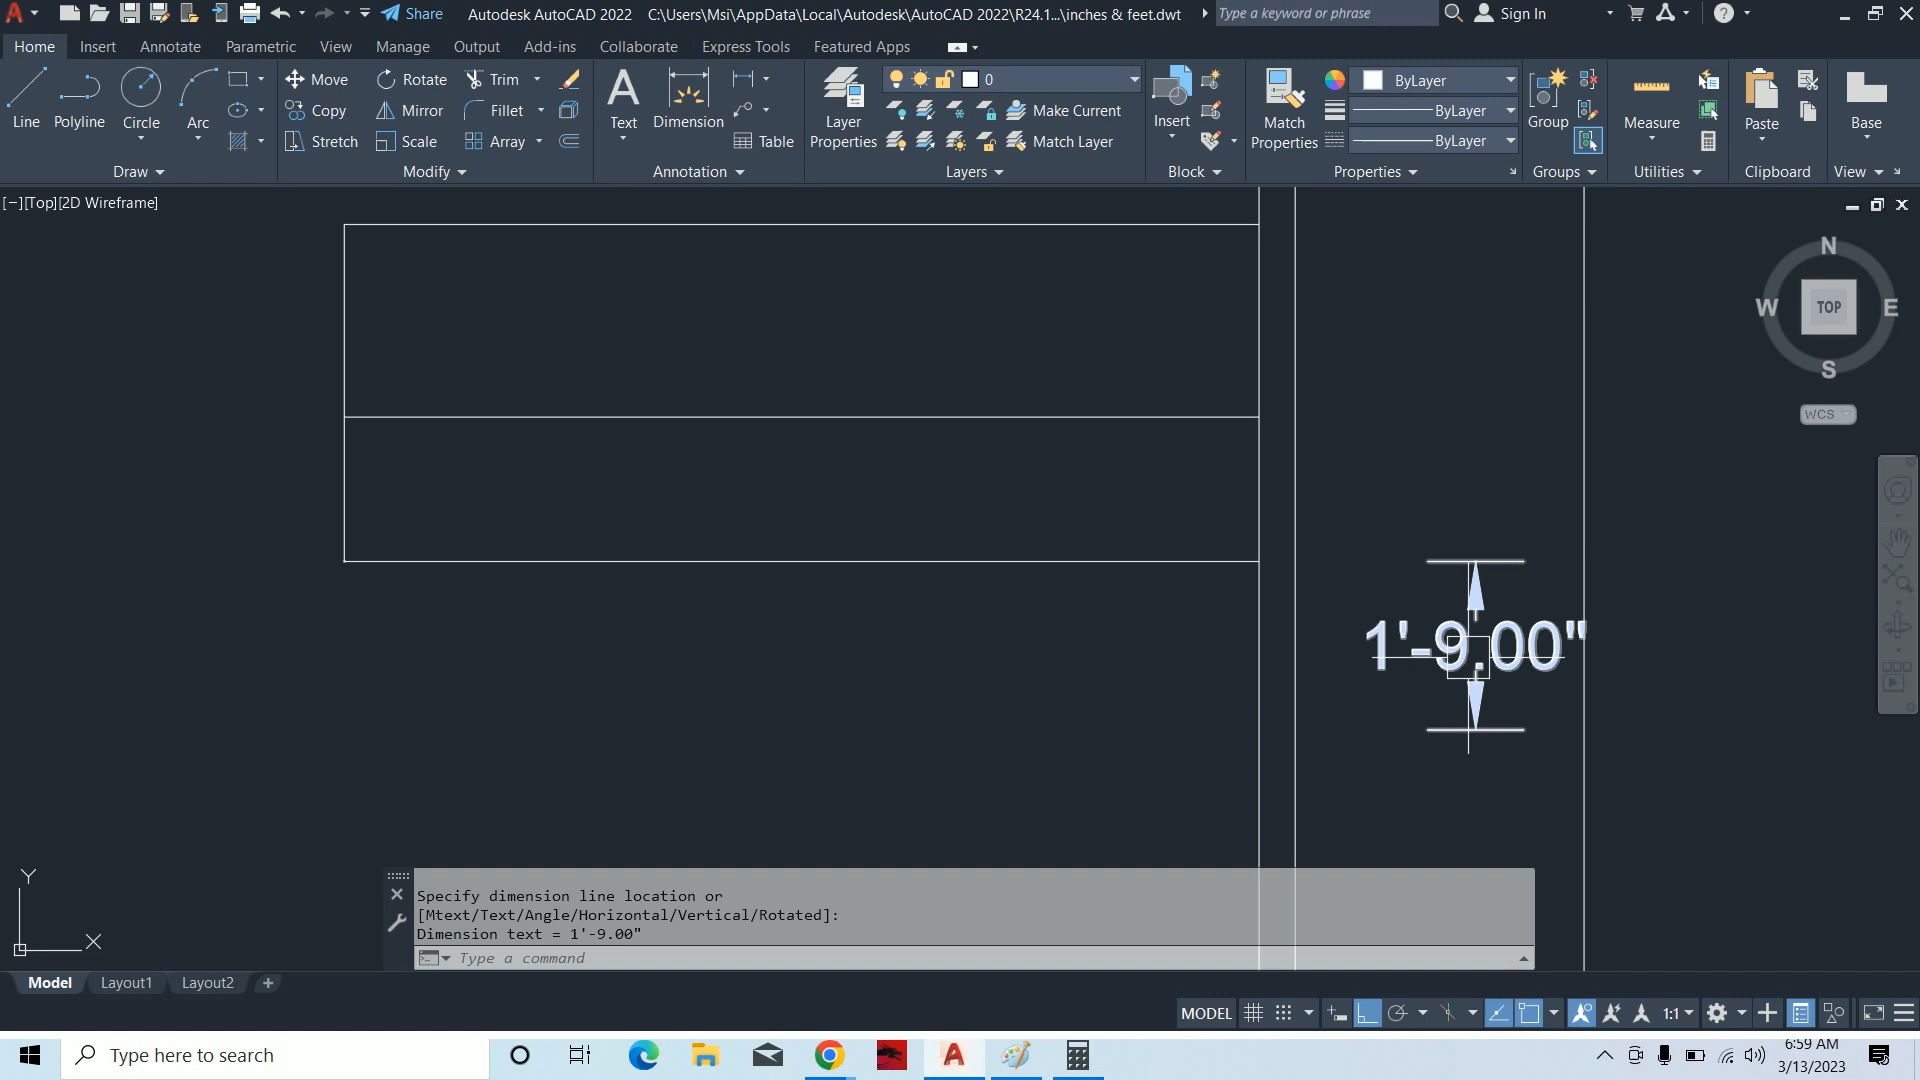 Share
Autodesk AutoCAD 2022 C:\Users\Msi\AppData\Local\Autodesk\AutoCAD 2022\R24.1...\inches & feet.dwt
Type a keyword or phrase
Sign In
Home Insert Annotate Parametric View Manage Output Add-ins Collaborate Express Tools Featured Apps
Line Polyline Circle Arc
Move Rotate Trim
Copy Mirror Fillet
Stretch Scale Array
Text Dimension
Table
Layer Properties
0
Make Current
Match Layer
Insert
Match Properties
ByLayer
ByLayer
ByLayer
Group
Measure
Paste
Base
Draw Modify Annotation Layers Block Properties Groups Utilities Clipboard View
[−][Top][2D Wireframe]
N
W TOP E
S
WCS
1'-9.00"
Y
X
Specify dimension line location or
[Mtext/Text/Angle/Horizontal/Vertical/Rotated]:
Dimension text = 1'-9.00"
Type a command
Model Layout1 Layout2 +
MODEL
1:1
Type here to search
6:59 AM
3/13/2023